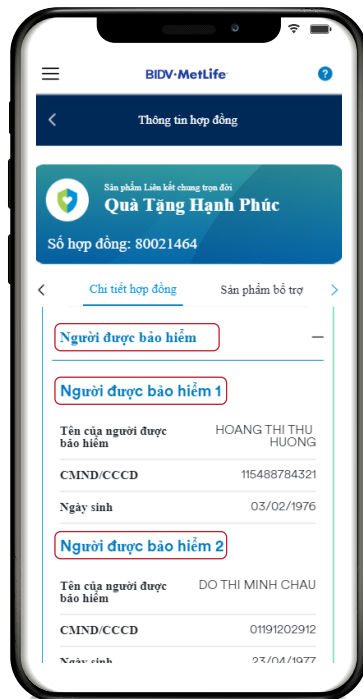 BIDV·MetLife
?
Thông tin hợp đồng
Sản phẩm Liên kết chung trọn đời
Quà Tặng Hạnh Phúc
Số hợp đồng: 80021464
Chi tiết hợp đồng Sản phẩm bổ trợ
Người được bảo hiểm
Người được bảo hiểm 1
Tên của người được HOANG THI THU
bảo hiểm HUONG
CMND/CCCD 115488784321
Ngày sinh 03/02/1976
Người được bảo hiểm 2
Tên của người được DO THI MINH CHAU
bảo hiểm
CMND/CCCD 01191202912
Ngày sinh 23/04/1977